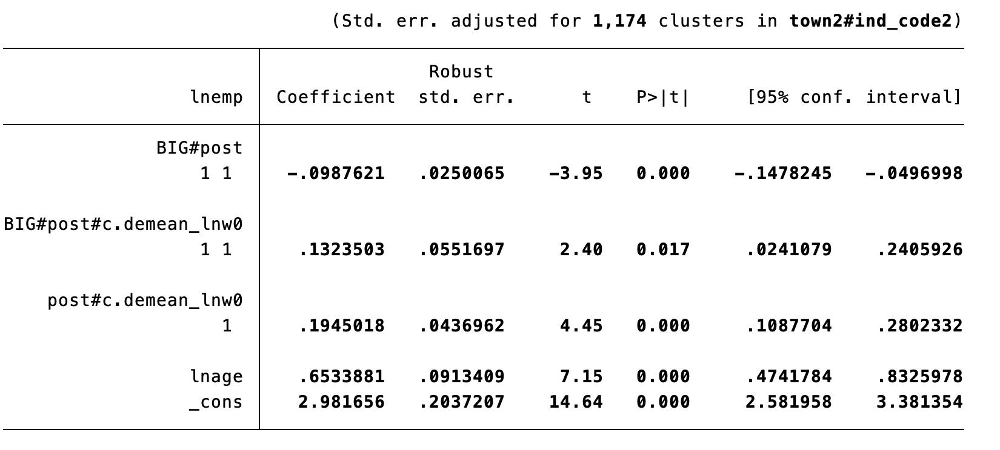 (Std. err. adjusted for 1,174 clusters in town2#ind_code2)
Robust
lnemp Coefficient std. err. t P>|t| [95% conf. interval]
BIG#post
1 1 -.0987621 .0250065 -3.95 0.000 -.1478245 -.0496998
BIG#post#c.demean_lnw0
1 1 .1323503 .0551697 2.40 0.017 .0241079 .2405926
post#c.demean_lnw0
1 .1945018 .0436962 4.45 0.000 .1087704 .2802332
lnage .6533881 .0913409 7.15 0.000 .4741784 .8325978
_cons 2.981656 .2037207 14.64 0.000 2.581958 3.381354